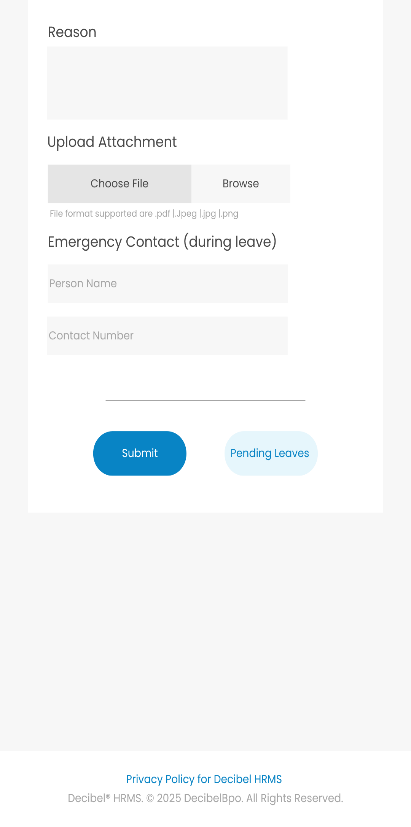 Reason
Upload Attachment
Choose File Browse
File format supported are .pdf |.Jpeg |.jpg |.png
Emergency Contact (during leave)
Person Name
Contact Number
Submit Pending Leaves
Privacy Policy for Decibel HRMS
Decibel® HRMS. © 2025 DecibelBpo. All Rights Reserved.